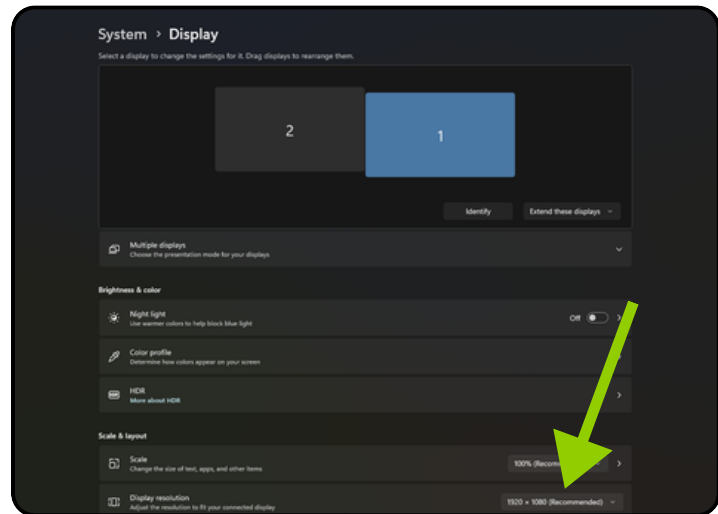 System > Display
Select a display to change the settings for it. Drag displays to rearrange them.
2
1
Identify
Extend these displays
Multiple displays
Choose the presentation mode for your displays
Brightness & color
Night light
Use warmer colors to help block blue light
Off
Color profile
Determine how colors appear on your screen
HDR
HDR
More about HDR
Scale & layout
Scale
Change the size of text, apps, and other items
100%
Display resolution
Adjust the resolution to fit your connected display
1920 × 1080 (Recommended)